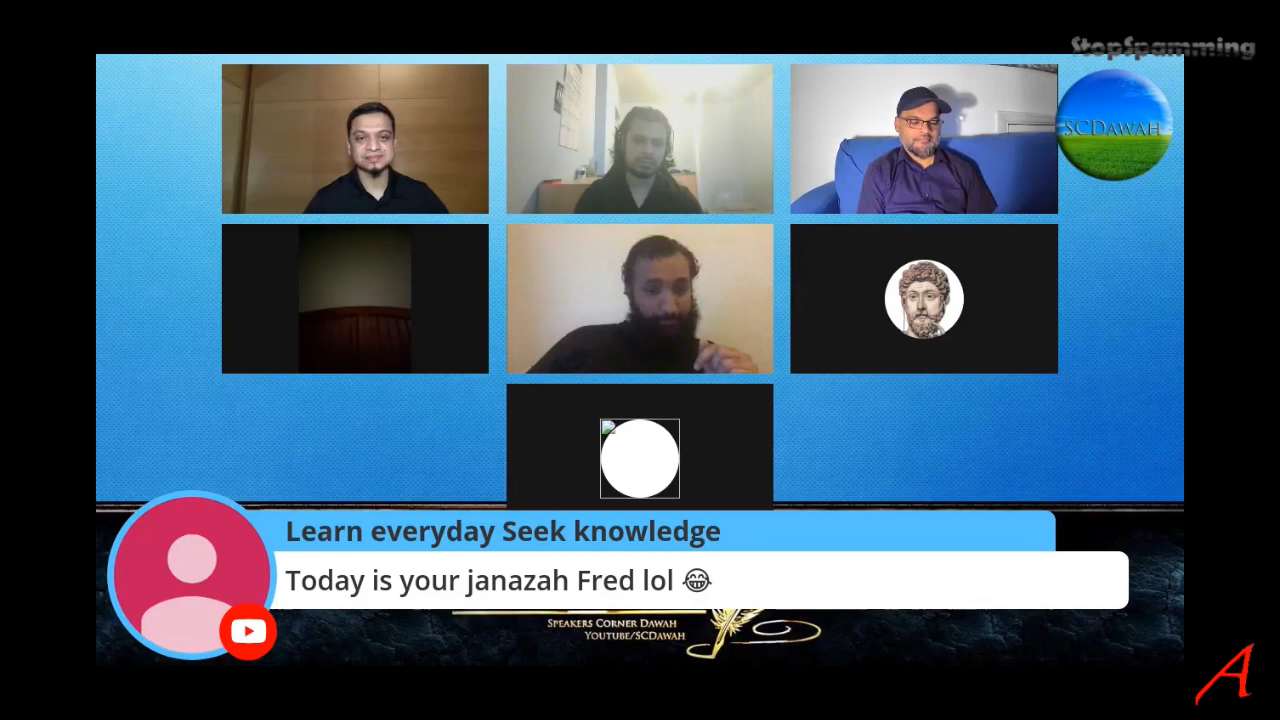 StopSpamming
SCDAWAH
Learn everyday Seek knowledge
Today is your janazah Fred lol 😂
SPEAKERS CORNER DAWAH
YOUTUBE/SCDAWAH
A